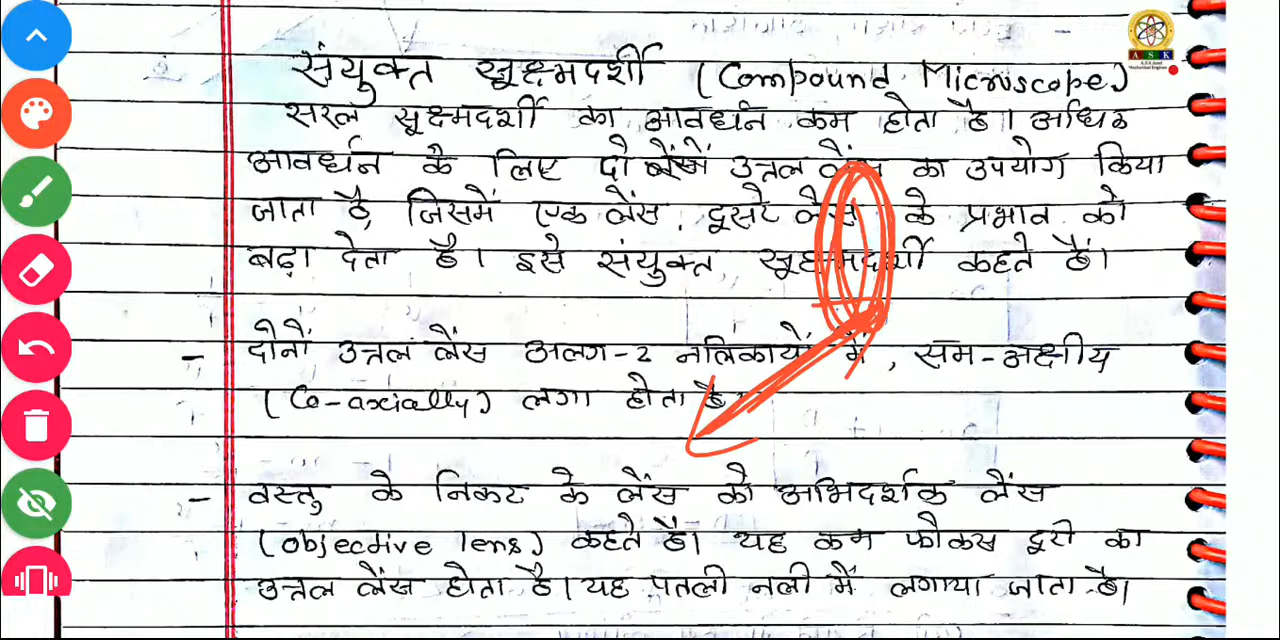 संयुक्त सूक्ष्मदर्शी (Compound Microscope)
सरल सूक्ष्मदर्शी का आवर्धन कम होता है। अधिक
आवर्धन के लिए दो उत्तल लेंस का उपयोग किया
जाता है, जिसमें एक लेंस, दूसरे लेंस के प्रभाव को
बढ़ा देता है। इसे संयुक्त सूक्ष्मदर्शी कहते हैं।
- दोनों उत्तल लेंस अलग-2 नलिकायों में, सम-अक्षीय
(Co-axially) लगा होता है
- वस्तु के निकट के लेंस को अभिदर्शक लेंस
(objective lens) कहते हैं। यह कम फोकस दूरी का
उत्तल लेंस होता है। यह पतली नली में लगाया जाता है।
A S K